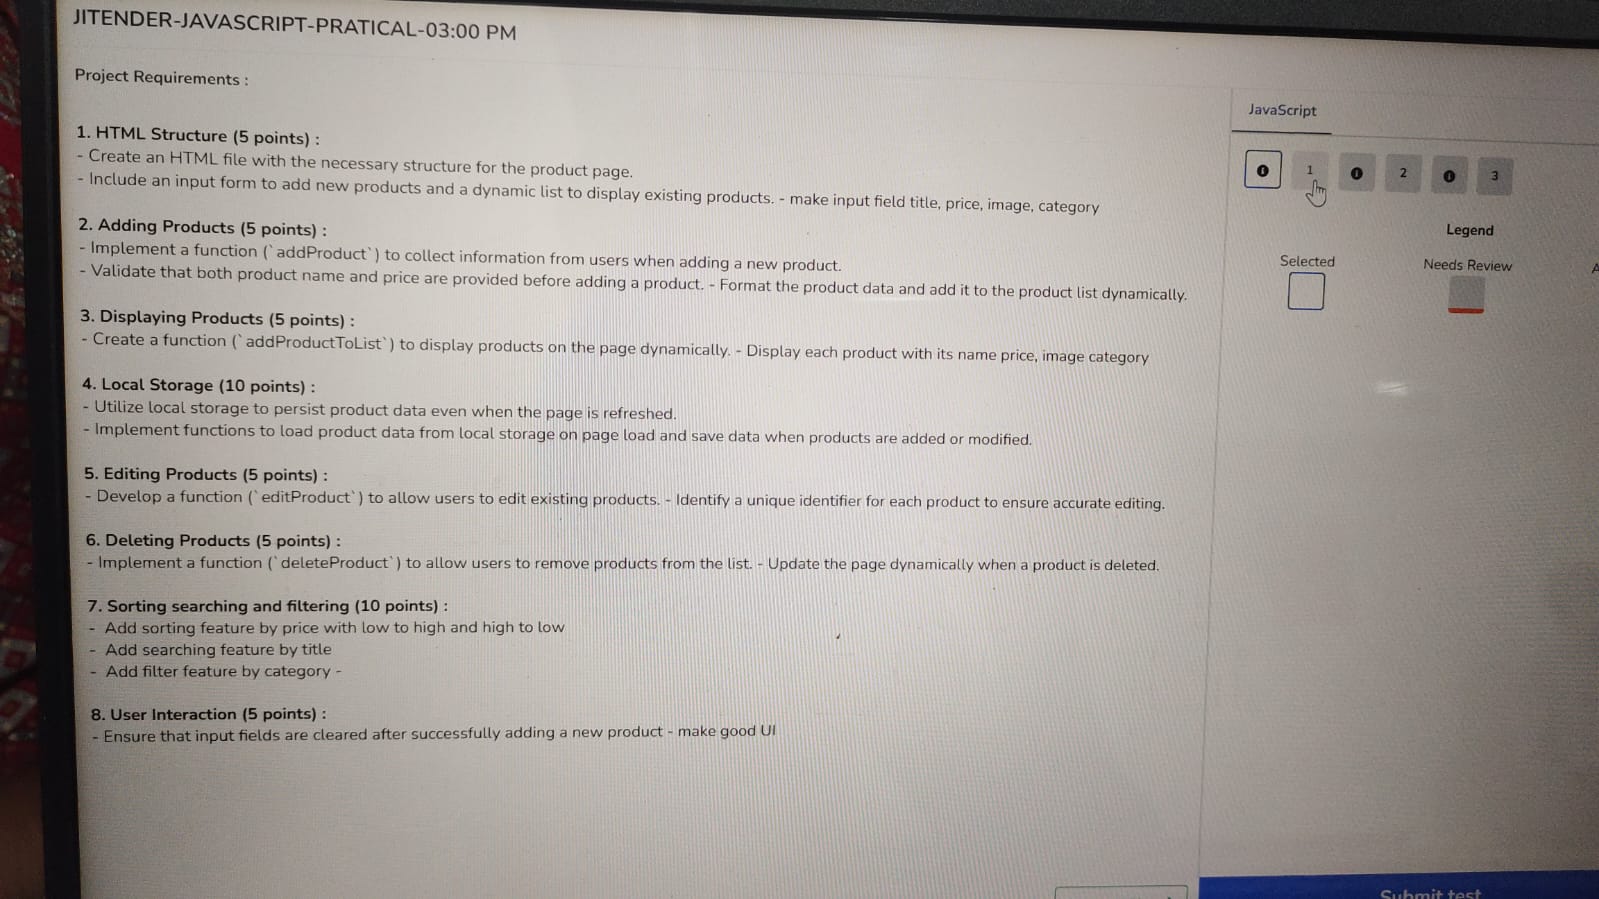 JITENDER-JAVASCRIPT-PRATICAL-03:00 PM
Project Requirements :
1. HTML Structure (5 points) :
- Create an HTML file with the necessary structure for the product page.
- Include an input form to add new products and a dynamic list to display existing products. - make input field title, price, image, category
2. Adding Products (5 points) :
- Implement a function (`addProduct`) to collect information from users when adding a new product.
- Validate that both product name and price are provided before adding a product. - Format the product data and add it to the product list dynamically.
3. Displaying Products (5 points) :
- Create a function (`addProductToList`) to display products on the page dynamically. - Display each product with its name price, image category
4. Local Storage (10 points) :
- Utilize local storage to persist product data even when the page is refreshed.
- Implement functions to load product data from local storage on page load and save data when products are added or modified.
5. Editing Products (5 points) :
- Develop a function (`editProduct`) to allow users to edit existing products. - Identify a unique identifier for each product to ensure accurate editing.
6. Deleting Products (5 points) :
- Implement a function (`deleteProduct`) to allow users to remove products from the list. - Update the page dynamically when a product is deleted.
7. Sorting searching and filtering (10 points) :
- Add sorting feature by price with low to high and high to low
- Add searching feature by title
- Add filter feature by category -
8. User Interaction (5 points) :
- Ensure that input fields are cleared after successfully adding a new product - make good UI
JavaScript
1 2 3
Legend
Selected Needs Review
Submit test